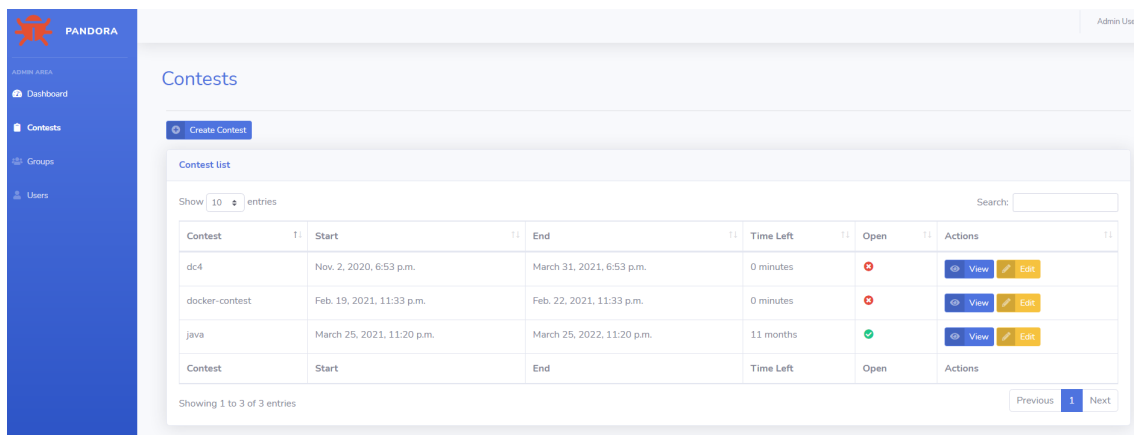 PANDORA
Admin Use
ADMIN AREA
Dashboard
Contests
Groups
Users
Contests
Create Contest
Contest list
Show 10 entries
Search:
Contest Start End Time Left Open Actions
dc4 Nov. 2, 2020, 6:53 p.m. March 31, 2021, 6:53 p.m. 0 minutes View Edit
docker-contest Feb. 19, 2021, 11:33 p.m. Feb. 22, 2021, 11:33 p.m. 0 minutes View Edit
java March 25, 2021, 11:20 p.m. March 25, 2022, 11:20 p.m. 11 months View Edit
Contest Start End Time Left Open Actions
Showing 1 to 3 of 3 entries
Previous 1 Next